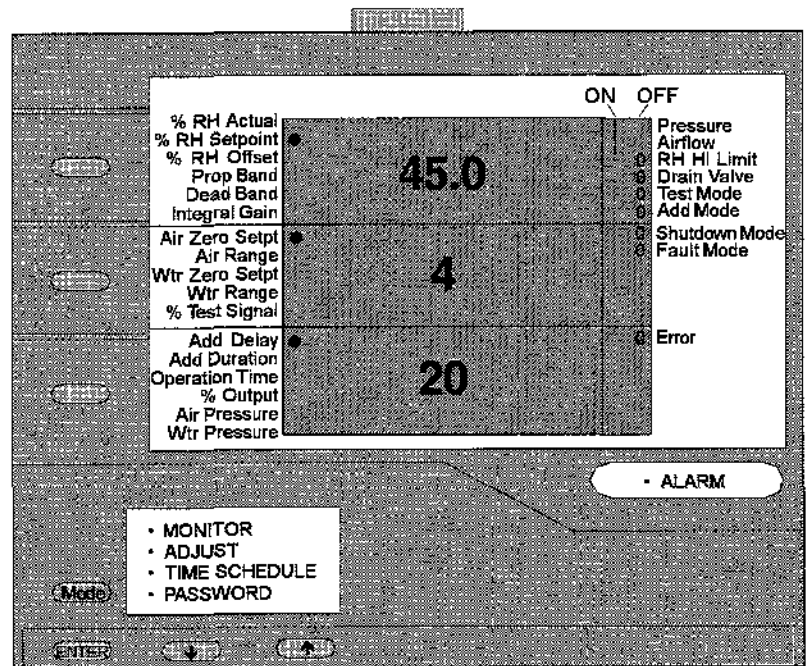 ON OFF
% RH Actual
% RH Setpoint
% RH Offset
Prop Band
Dead Band
Integral Gain
45.0
Pressure
Airflow
RH HI Limit
Drain Valve
Test Mode
Add Mode
Shutdown Mode
Fault Mode
Air Zero Setpt
Air Range
Wtr Zero Setpt
Wtr Range
% Test Signal
4
Add Delay
Add Duration
Operation Time
% Output
Air Pressure
Wtr Pressure
20
Error
• ALARM
• MONITOR
• ADJUST
• TIME SCHEDULE
• PASSWORD
Mode
ENTER